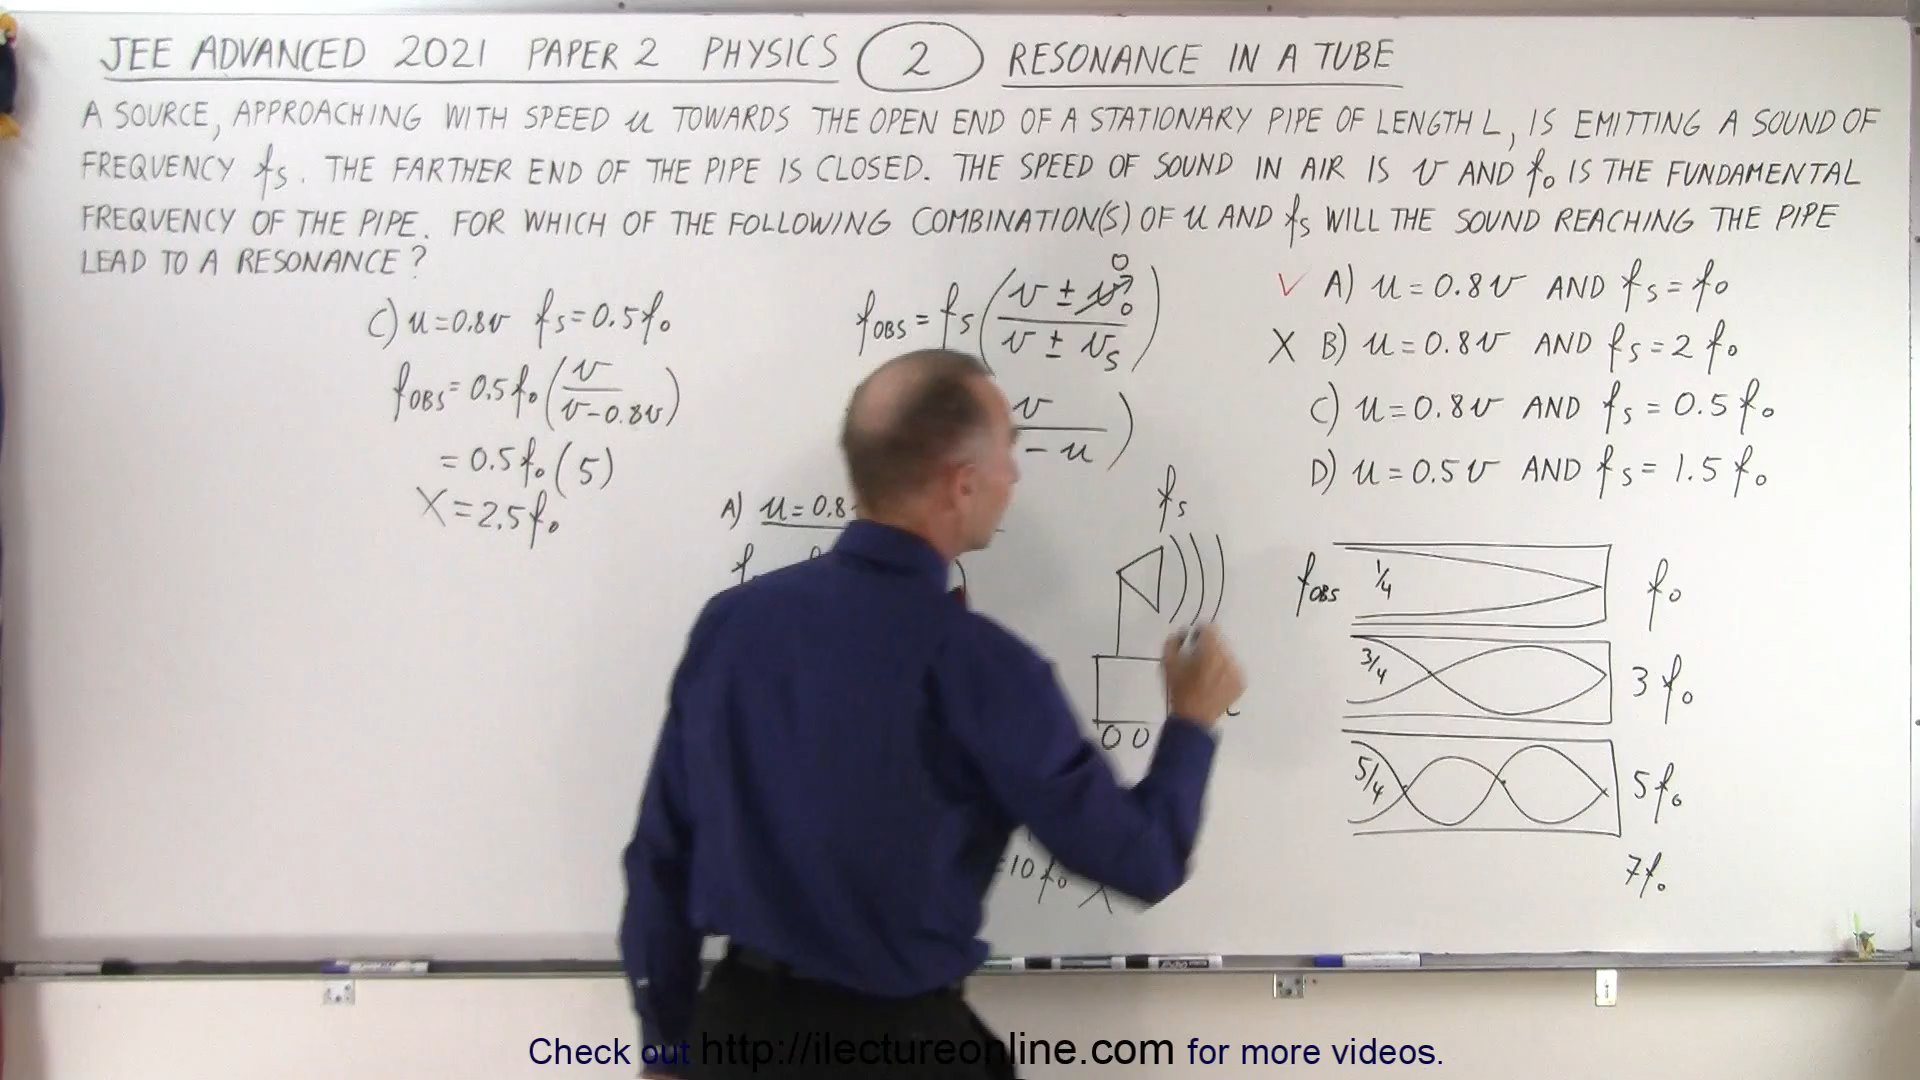 JEE ADVANCED 2021 PAPER 2 PHYSICS 2 RESONANCE IN A TUBE
A SOURCE, APPROACHING WITH SPEED u TOWARDS THE OPEN END OF A STATIONARY PIPE OF LENGTH L, IS EMITTING A SOUND OF
FREQUENCY fs. THE FARTHER END OF THE PIPE IS CLOSED. THE SPEED OF SOUND IN AIR IS v AND f₀ IS THE FUNDAMENTAL
FREQUENCY OF THE PIPE. FOR WHICH OF THE FOLLOWING COMBINATION(S) OF u AND fs WILL THE SOUND REACHING THE PIPE
LEAD TO A RESONANCE?
C) u=0.8v fs=0.5f₀
fOBS=0.5f₀(v/(v-0.8v))
=0.5f₀(5)
X=2.5f₀
0
fOBS=fs((v±v₀)/(v±vs))
v
-u)
A) u=0.8
fs
=10f₀ X
✓ A) u=0.8v AND fs=f₀
X B) u=0.8v AND fs=2f₀
C) u=0.8v AND fs=0.5f₀
D) u=0.5v AND fs=1.5f₀
fOBS 1/4 f₀
3/4 3f₀
5/4 5f₀
7f₀
Check out http://ilectureonline.com for more videos.